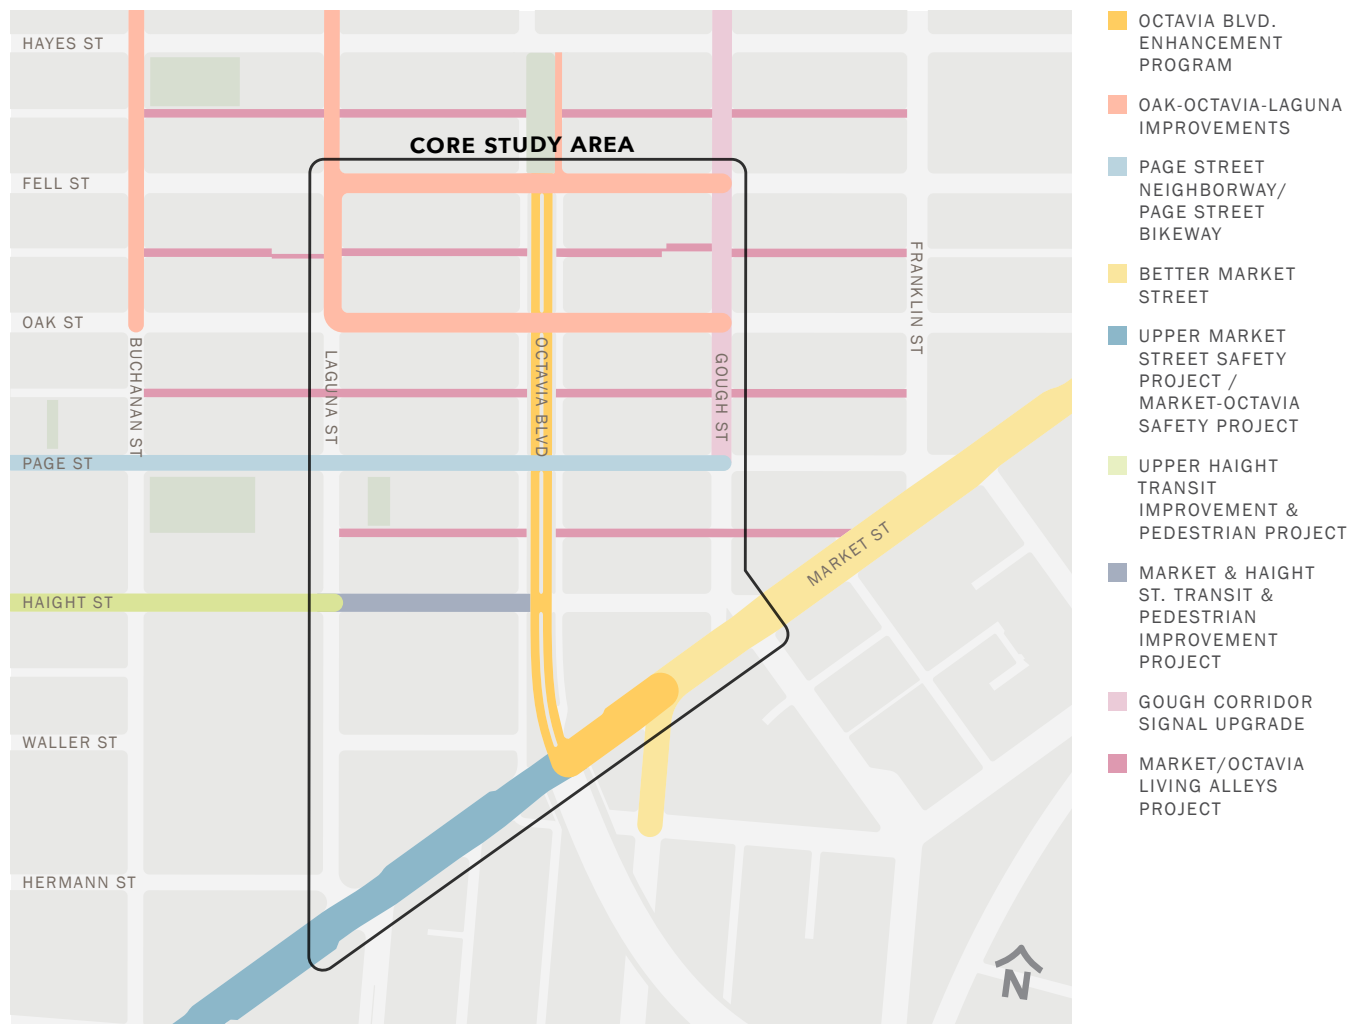 HAYES ST
CORE STUDY AREA
FELL ST
FRANKLIN ST
OAK ST
BUCHANAN ST
LAGUNA ST
OCTAVIA BLVD
GOUGH ST
PAGE ST
MARKET ST
HAIGHT ST
WALLER ST
HERMANN ST
N
OCTAVIA BLVD.
ENHANCEMENT
PROGRAM
OAK-OCTAVIA-LAGUNA
IMPROVEMENTS
PAGE STREET
NEIGHBORWAY/
PAGE STREET
BIKEWAY
BETTER MARKET
STREET
UPPER MARKET
STREET SAFETY
PROJECT /
MARKET-OCTAVIA
SAFETY PROJECT
UPPER HAIGHT
TRANSIT
IMPROVEMENT &
PEDESTRIAN PROJECT
MARKET & HAIGHT
ST. TRANSIT &
PEDESTRIAN
IMPROVEMENT
PROJECT
GOUGH CORRIDOR
SIGNAL UPGRADE
MARKET/OCTAVIA
LIVING ALLEYS
PROJECT